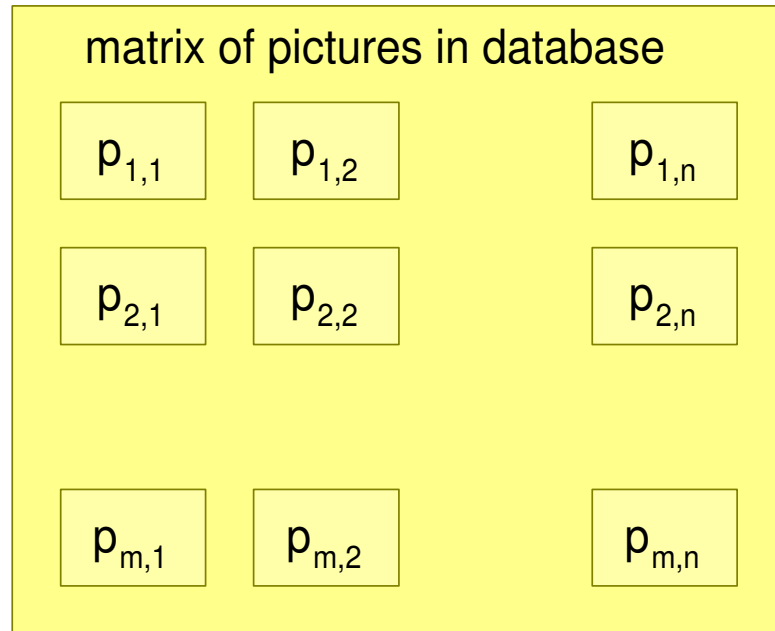 matrix of pictures in database
p1,1 p1,2 p1,n
p2,1 p2,2 p2,n
pm,1 pm,2 pm,n